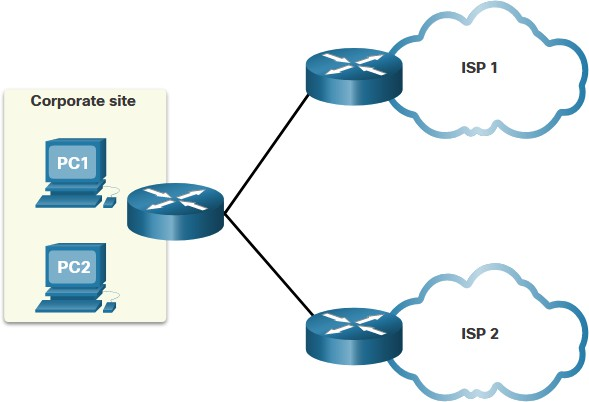 ISP 1
Corporate site
PC1
PC2
ISP 2